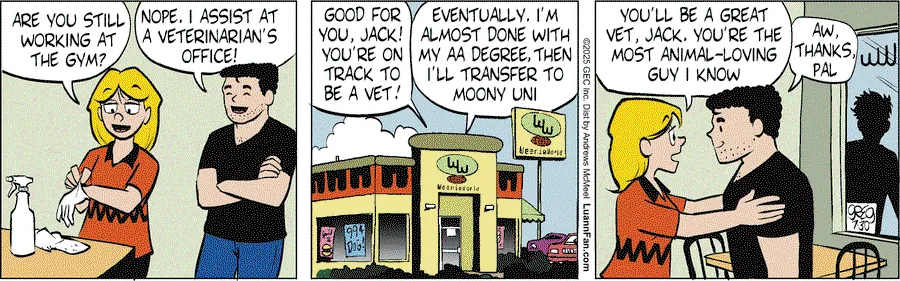 ARE YOU STILL
WORKING AT
THE GYM?
NOPE. I ASSIST AT
A VETERINARIAN'S
OFFICE!
GOOD FOR
YOU, JACK!
YOU'RE ON
TRACK TO
BE A VET!
EVENTUALLY. I'M
ALMOST DONE WITH
MY AA DEGREE, THEN
I'LL TRANSFER TO
MOONY UNI
WW
WeenieWorld
WW
WeenieWorld
99¢
Dog!
©2025 GEC Inc. Dist. by Andrews McMeel LuannFan.com
YOU'LL BE A GREAT
VET, JACK. YOU'RE THE
MOST ANIMAL-LOVING
GUY I KNOW
AW,
THANKS,
PAL
GREG
7·30